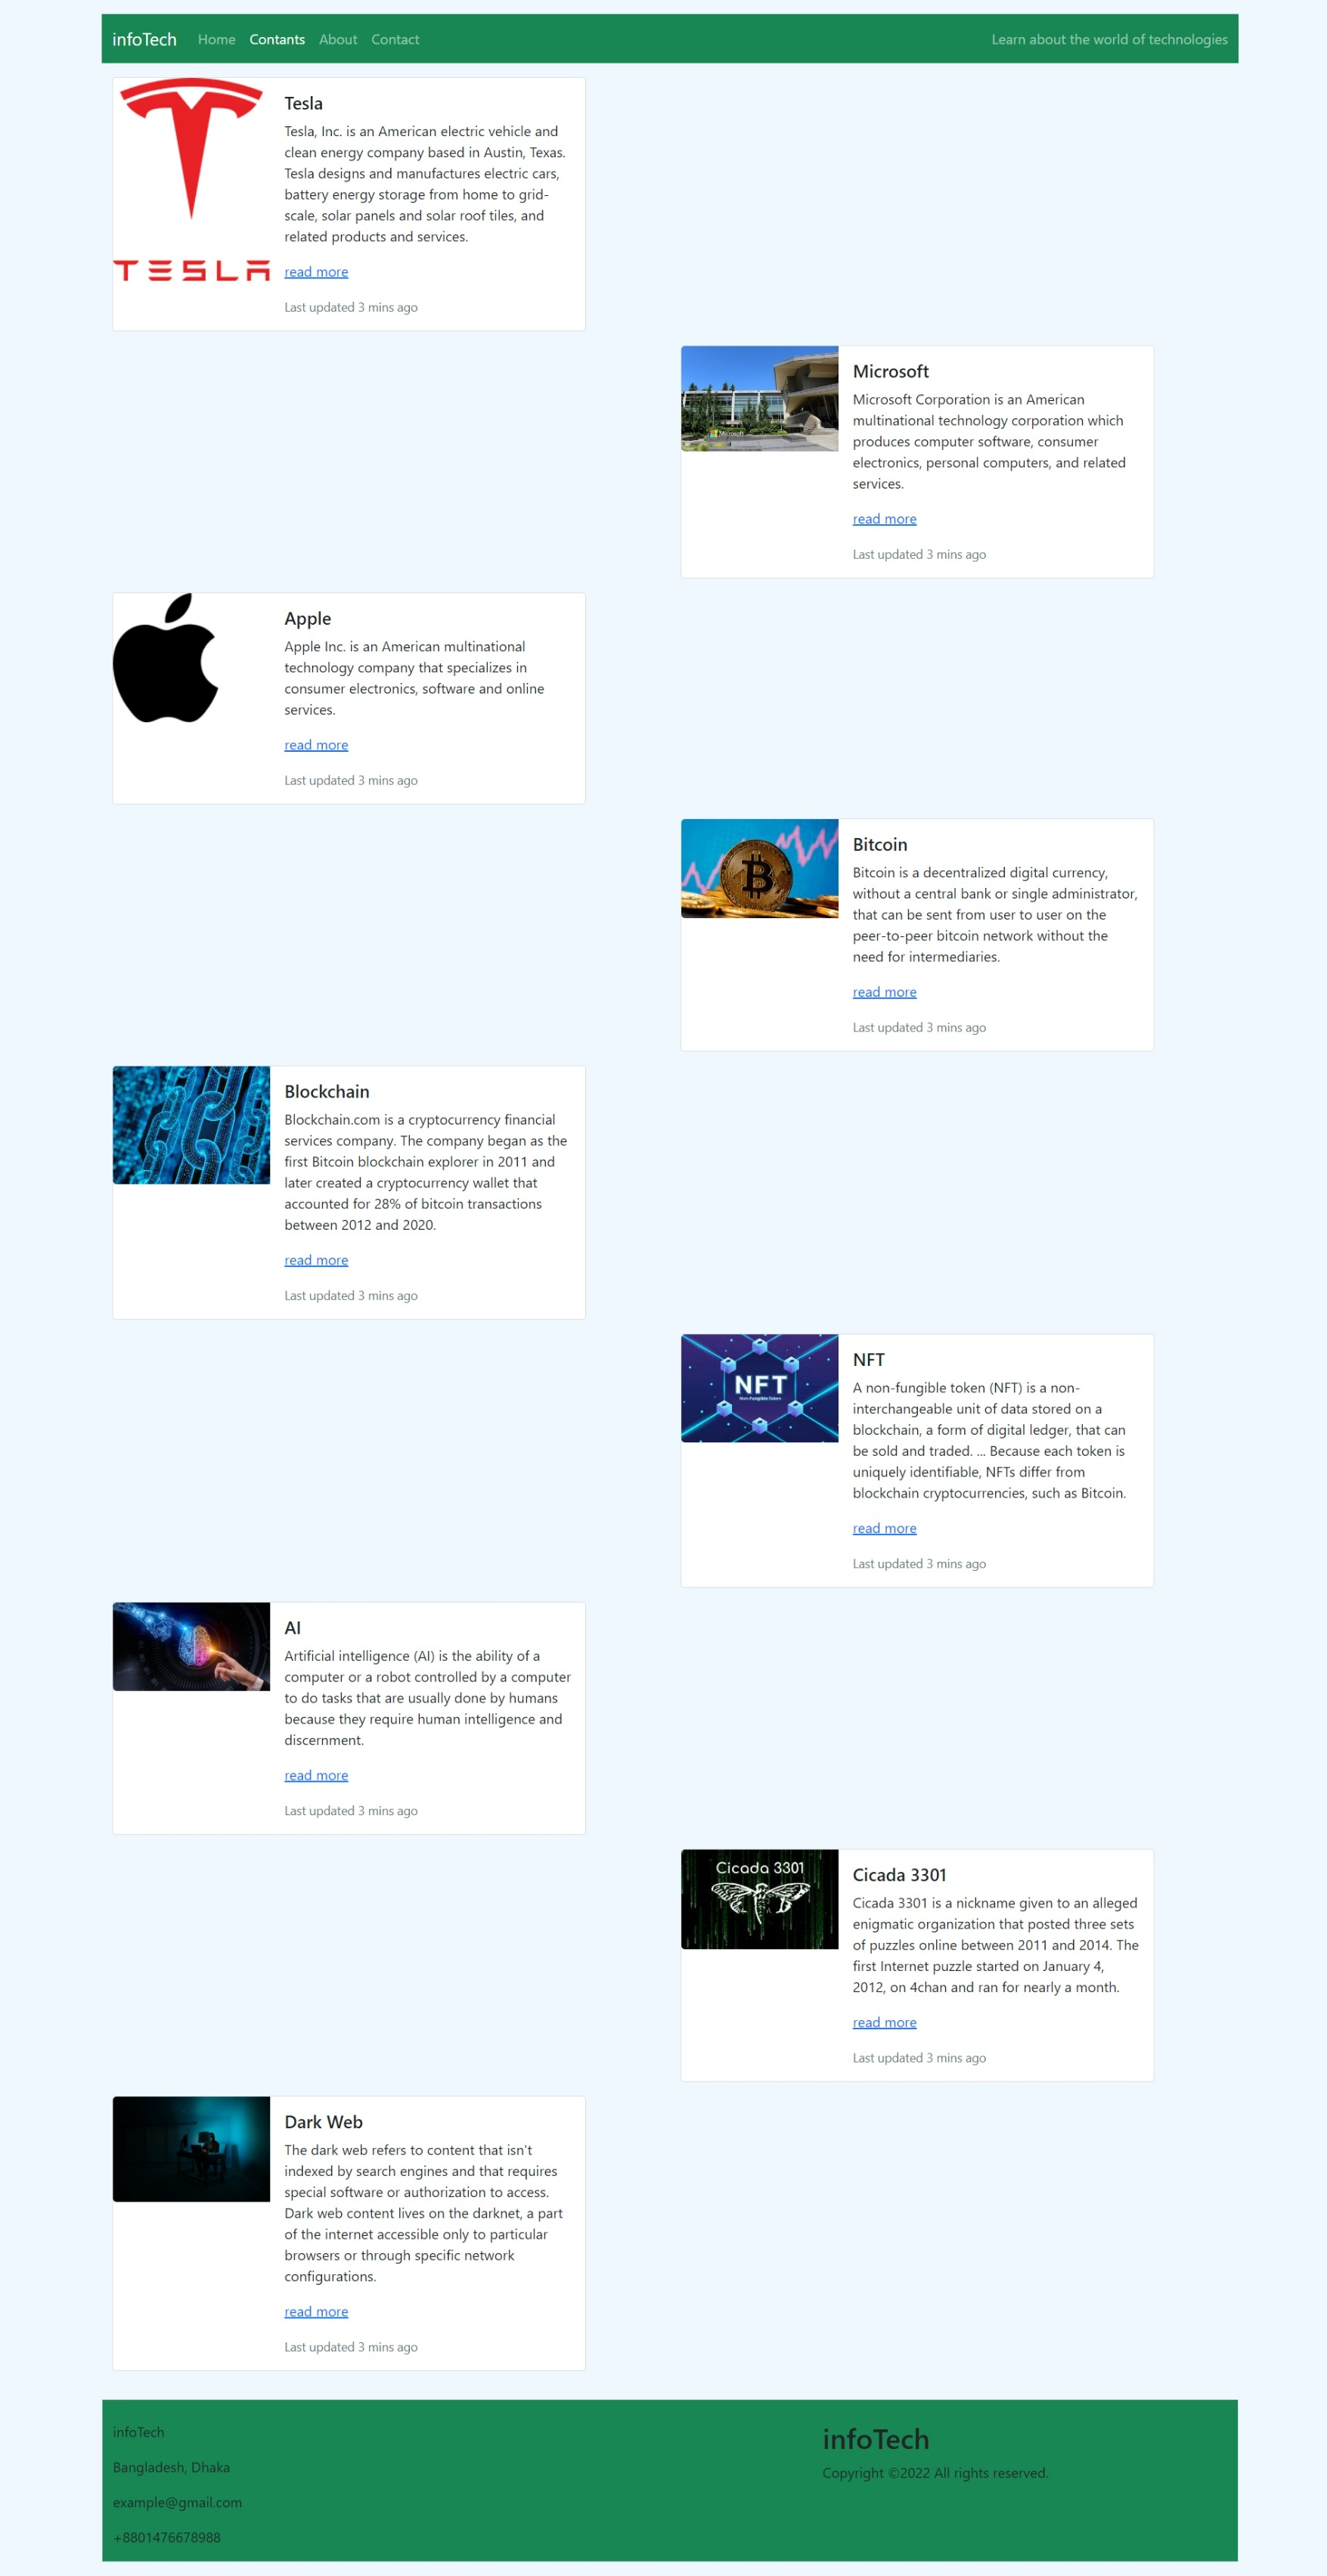 infoTech Home Contants About Contact Learn about the world of technologies
Tesla
Tesla, Inc. is an American electric vehicle and
clean energy company based in Austin, Texas.
Tesla designs and manufactures electric cars,
battery energy storage from home to grid-
scale, solar panels and solar roof tiles, and
related products and services.
TESLA
read more
Last updated 3 mins ago
Microsoft
Microsoft
Microsoft Corporation is an American
multinational technology corporation which
produces computer software, consumer
electronics, personal computers, and related
services.
read more
Last updated 3 mins ago
Apple
Apple Inc. is an American multinational
technology company that specializes in
consumer electronics, software and online
services.
read more
Last updated 3 mins ago
Bitcoin
Bitcoin is a decentralized digital currency,
without a central bank or single administrator,
that can be sent from user to user on the
peer-to-peer bitcoin network without the
need for intermediaries.
read more
Last updated 3 mins ago
Blockchain
Blockchain.com is a cryptocurrency financial
services company. The company began as the
first Bitcoin blockchain explorer in 2011 and
later created a cryptocurrency wallet that
accounted for 28% of bitcoin transactions
between 2012 and 2020.
read more
Last updated 3 mins ago
NFT
Non-Fungible Token
NFT
A non-fungible token (NFT) is a non-
interchangeable unit of data stored on a
blockchain, a form of digital ledger, that can
be sold and traded. ... Because each token is
uniquely identifiable, NFTs differ from
blockchain cryptocurrencies, such as Bitcoin.
read more
Last updated 3 mins ago
AI
Artificial intelligence (AI) is the ability of a
computer or a robot controlled by a computer
to do tasks that are usually done by humans
because they require human intelligence and
discernment.
read more
Last updated 3 mins ago
Cicada 3301
Cicada 3301
Cicada 3301 is a nickname given to an alleged
enigmatic organization that posted three sets
of puzzles online between 2011 and 2014. The
first Internet puzzle started on January 4,
2012, on 4chan and ran for nearly a month.
read more
Last updated 3 mins ago
Dark Web
The dark web refers to content that isn't
indexed by search engines and that requires
special software or authorization to access.
Dark web content lives on the darknet, a part
of the internet accessible only to particular
browsers or through specific network
configurations.
read more
Last updated 3 mins ago
infoTech
Bangladesh, Dhaka
example@gmail.com
+8801476678988
infoTech
Copyright ©2022 All rights reserved.